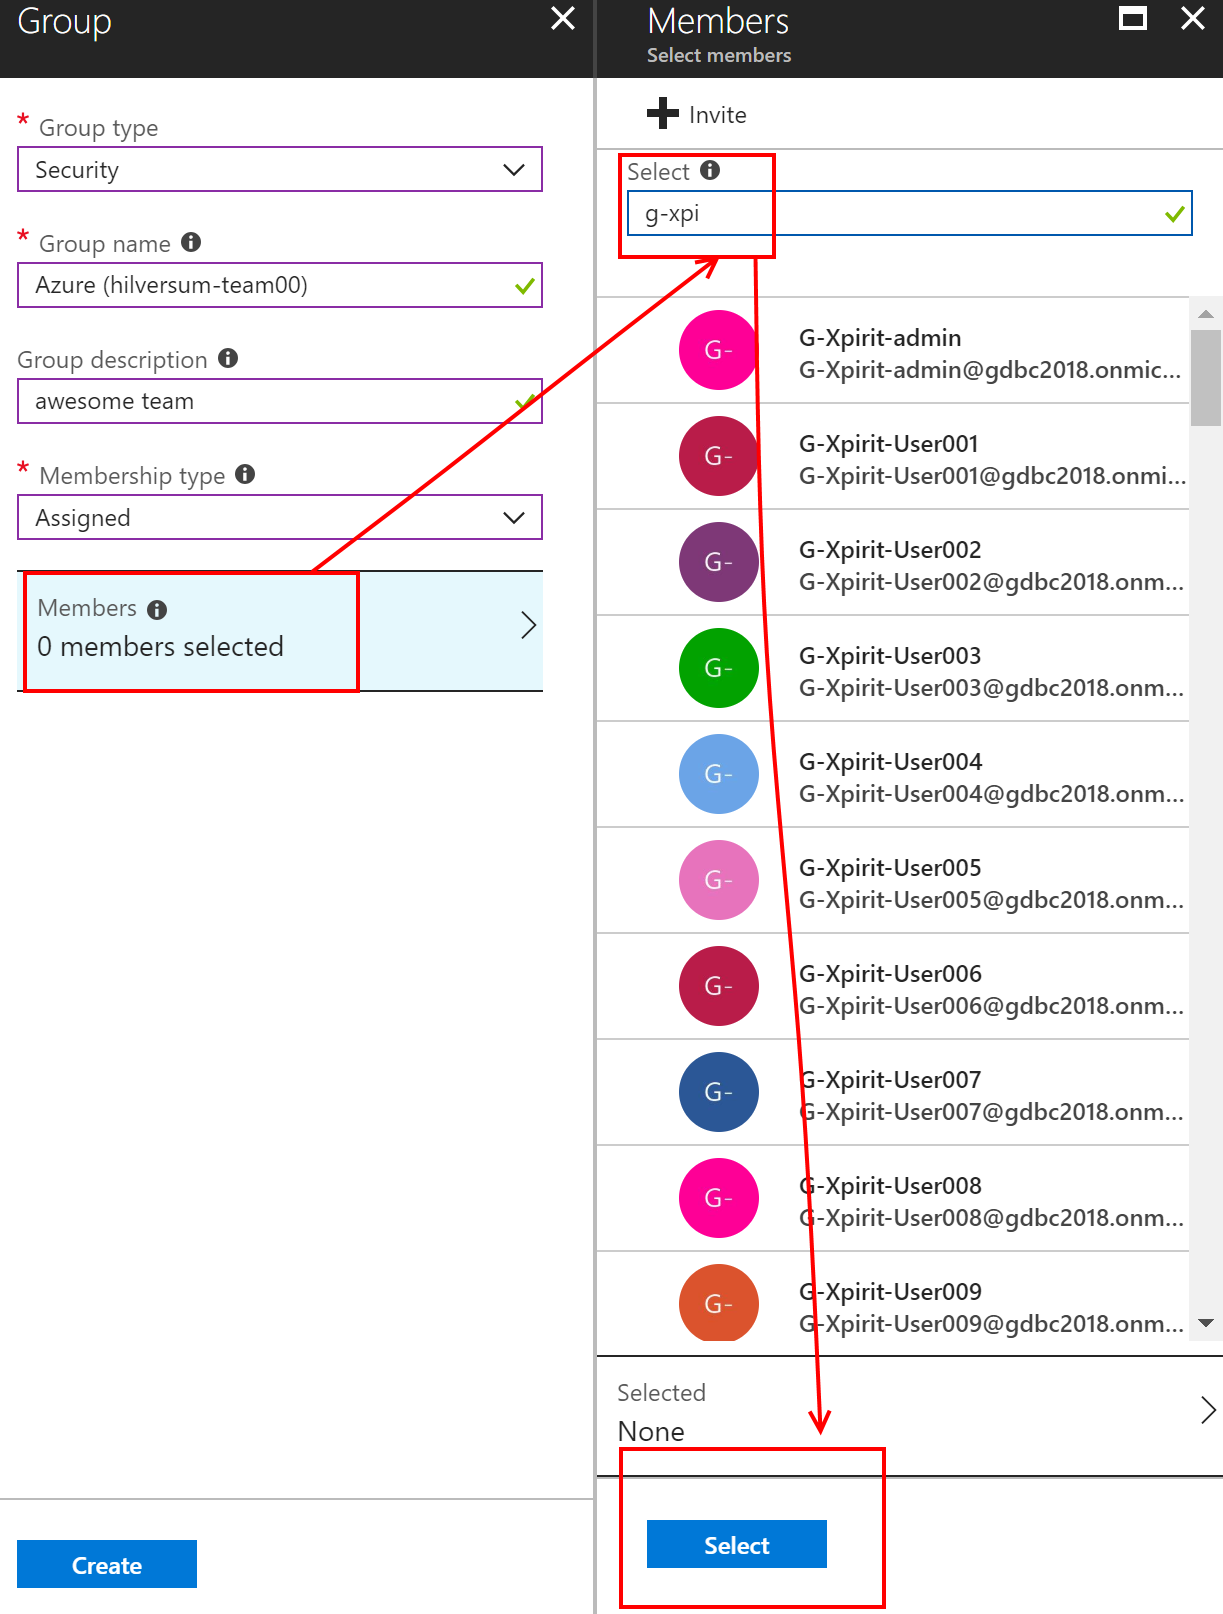 Group
* Group type
Security
* Group name
Azure (hilversum-team00)
Group description
awesome team
* Membership type
Assigned
Members
0 members selected
Create
Members
Select members
Invite
Select
g-xpi
G-
G-Xpirit-admin
G-Xpirit-admin@gdbc2018.onmic...
G-
G-Xpirit-User001
G-Xpirit-User001@gdbc2018.onmi...
G-
G-Xpirit-User002
G-Xpirit-User002@gdbc2018.onm...
G-
G-Xpirit-User003
G-Xpirit-User003@gdbc2018.onm...
G-
G-Xpirit-User004
G-Xpirit-User004@gdbc2018.onm...
G-
G-Xpirit-User005
G-Xpirit-User005@gdbc2018.onm...
G-
G-Xpirit-User006
G-Xpirit-User006@gdbc2018.onm...
G-
G-Xpirit-User007
G-Xpirit-User007@gdbc2018.onm...
G-
G-Xpirit-User008
G-Xpirit-User008@gdbc2018.onm...
G-
G-Xpirit-User009
G-Xpirit-User009@gdbc2018.onm...
Selected
None
Select